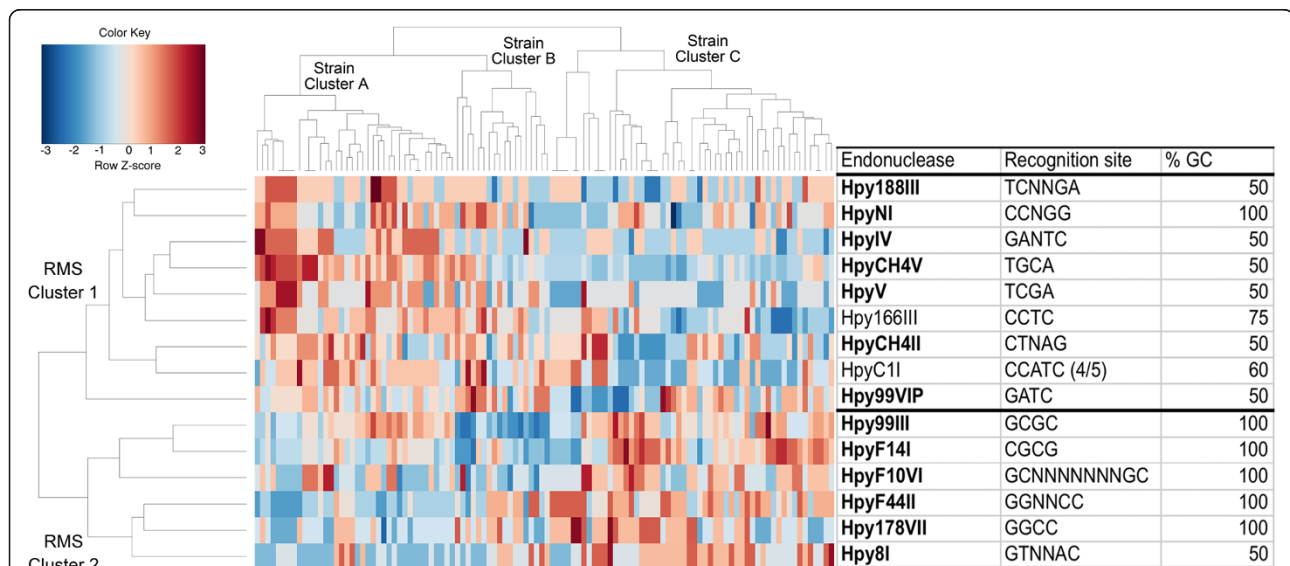 Color Key
-3 -2 -1 0 1 2 3
Row Z-score
Strain
Cluster A
Strain
Cluster B
Strain
Cluster C
RMS
Cluster 1
RMS
Cluster 2
Endonuclease Recognition site % GC
Hpy188III TCNNGA 50
HpyNI CCNGG 100
HpyIV GANTC 50
HpyCH4V TGCA 50
HpyV TCGA 50
Hpy166III CCTC 75
HpyCH4II CTNAG 50
HpyC1I CCATC (4/5) 60
Hpy99VIP GATC 50
Hpy99III GCGC 100
HpyF14I CGCG 100
HpyF10VI GCNNNNNNNGC 100
HpyF44II GGNNCC 100
Hpy178VII GGCC 100
Hpy8I GTNNAC 50